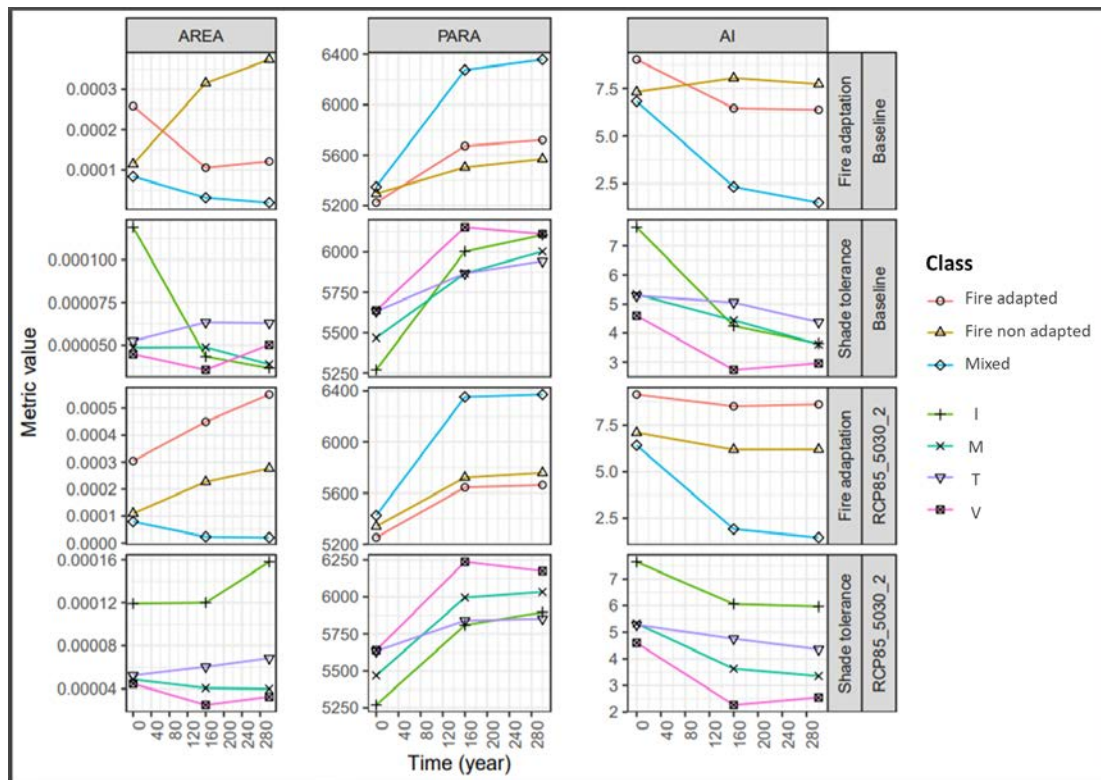 AREA PARA AI
Metric value
0.0003
0.0002
0.0001
6400
6000
5600
5200
7.5
5.0
2.5
Fire adaptation
Baseline
0.000100
0.000075
0.000050
6000
5750
5500
5250
7
6
5
4
3
Shade tolerance
Baseline
0.0005
0.0004
0.0003
0.0002
0.0001
0.0000
6400
6000
5600
5200
7.5
5.0
2.5
Fire adaptation
RCP85_5030_2
0.00016
0.00012
0.00008
0.00004
6250
6000
5750
5500
5250
7
6
5
4
3
2
Shade tolerance
RCP85_5030_2
0 40 80 120 160 200 240 280
0 40 80 120 160 200 240 280
0 40 80 120 160 200 240 280
Time (year)
Class
Fire adapted
Fire non adapted
Mixed
I
M
T
V